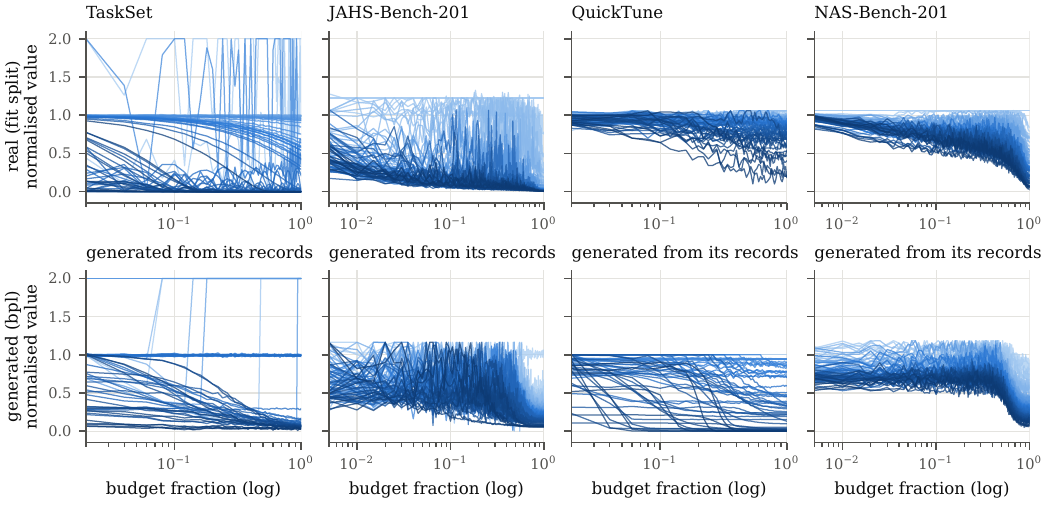 TaskSet
JAHS-Bench-201
QuickTune
NAS-Bench-201
real (fit split)
normalised value
2.0
1.5
1.0
0.5
0.0
10⁻¹ 10⁰
10⁻² 10⁻¹ 10⁰
10⁻¹ 10⁰
10⁻² 10⁻¹ 10⁰
generated from its records
generated from its records
generated from its records
generated from its records
generated (bpl)
normalised value
2.0
1.5
1.0
0.5
0.0
10⁻¹ 10⁰
10⁻² 10⁻¹ 10⁰
10⁻¹ 10⁰
10⁻² 10⁻¹ 10⁰
budget fraction (log)
budget fraction (log)
budget fraction (log)
budget fraction (log)